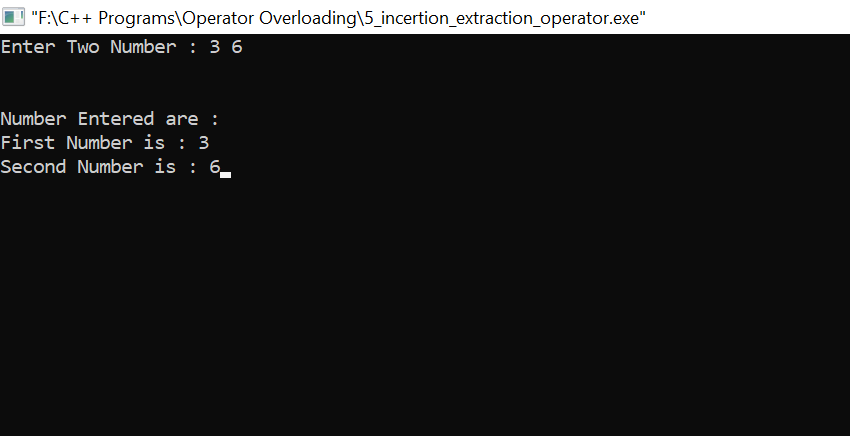 "F:\C++ Programs\Operator Overloading\5_incertion_extraction_operator.exe"
Enter Two Number : 3 6
Number Entered are :
First Number is : 3
Second Number is : 6